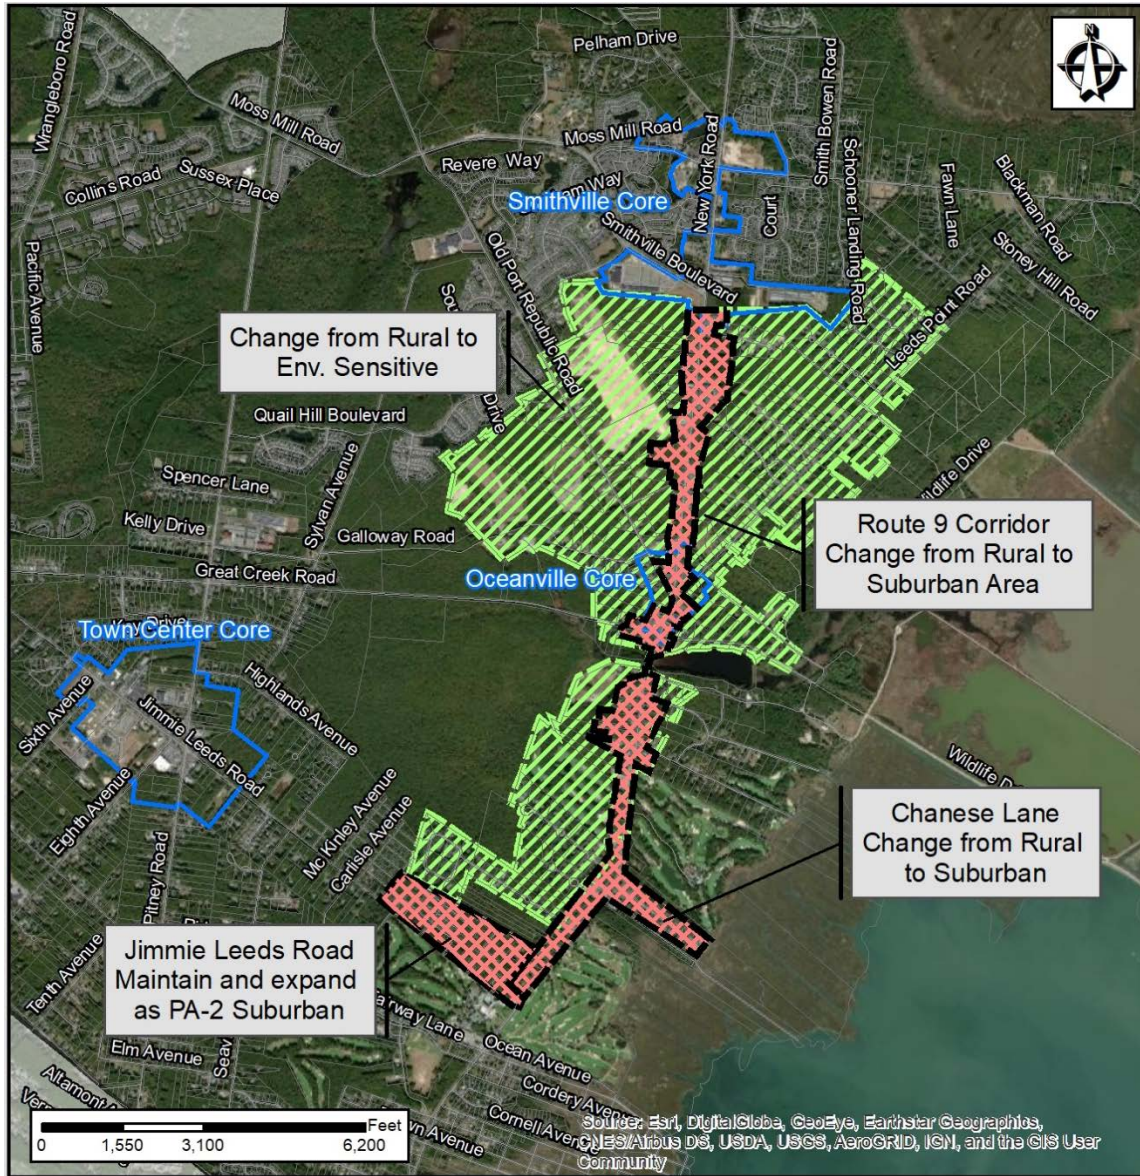 N
Pelham Drive
Wrangleboro Road
Moss Mill Road
Moss Mill Road
New York Road
Smith Bowen Road
Schooner Landing Road
Revere Way
Collins Road
Sussex Place
Way
Smithville Core
Court
Fawn Lane
Blackman Road
Stoney Hill Road
Pacific Avenue
Old Port Republic Road
Smithville Boulevard
Leeds Point Road
Change from Rural to
Env. Sensitive
Drive
Quail Hill Boulevard
Spencer Lane
Sylvan Avenue
Kelly Drive
Galloway Road
Wildlife Drive
Route 9 Corridor
Change from Rural to
Suburban Area
Great Creek Road
Oceanville Core
Drive
Town Center Core
Highlands Avenue
Sixth Avenue
Jimmie Leeds Road
Eighth Avenue
Mc Kinley Avenue
Carlisle Avenue
Wildlife
Chanese Lane
Change from Rural
to Suburban
Pitney Road
Jimmie Leeds Road
Maintain and expand
as PA-2 Suburban
Tenth Avenue
Lane
Elm Avenue
Ocean Avenue
Altamont
Cordery Avenue
Cornell Avenue
Avenue
Feet
0 1,550 3,100 6,200
Source: Esri, DigitalGlobe, GeoEye, Earthstar Geographics,
CNES/Airbus DS, USDA, USGS, AeroGRID, IGN, and the GIS User
Community